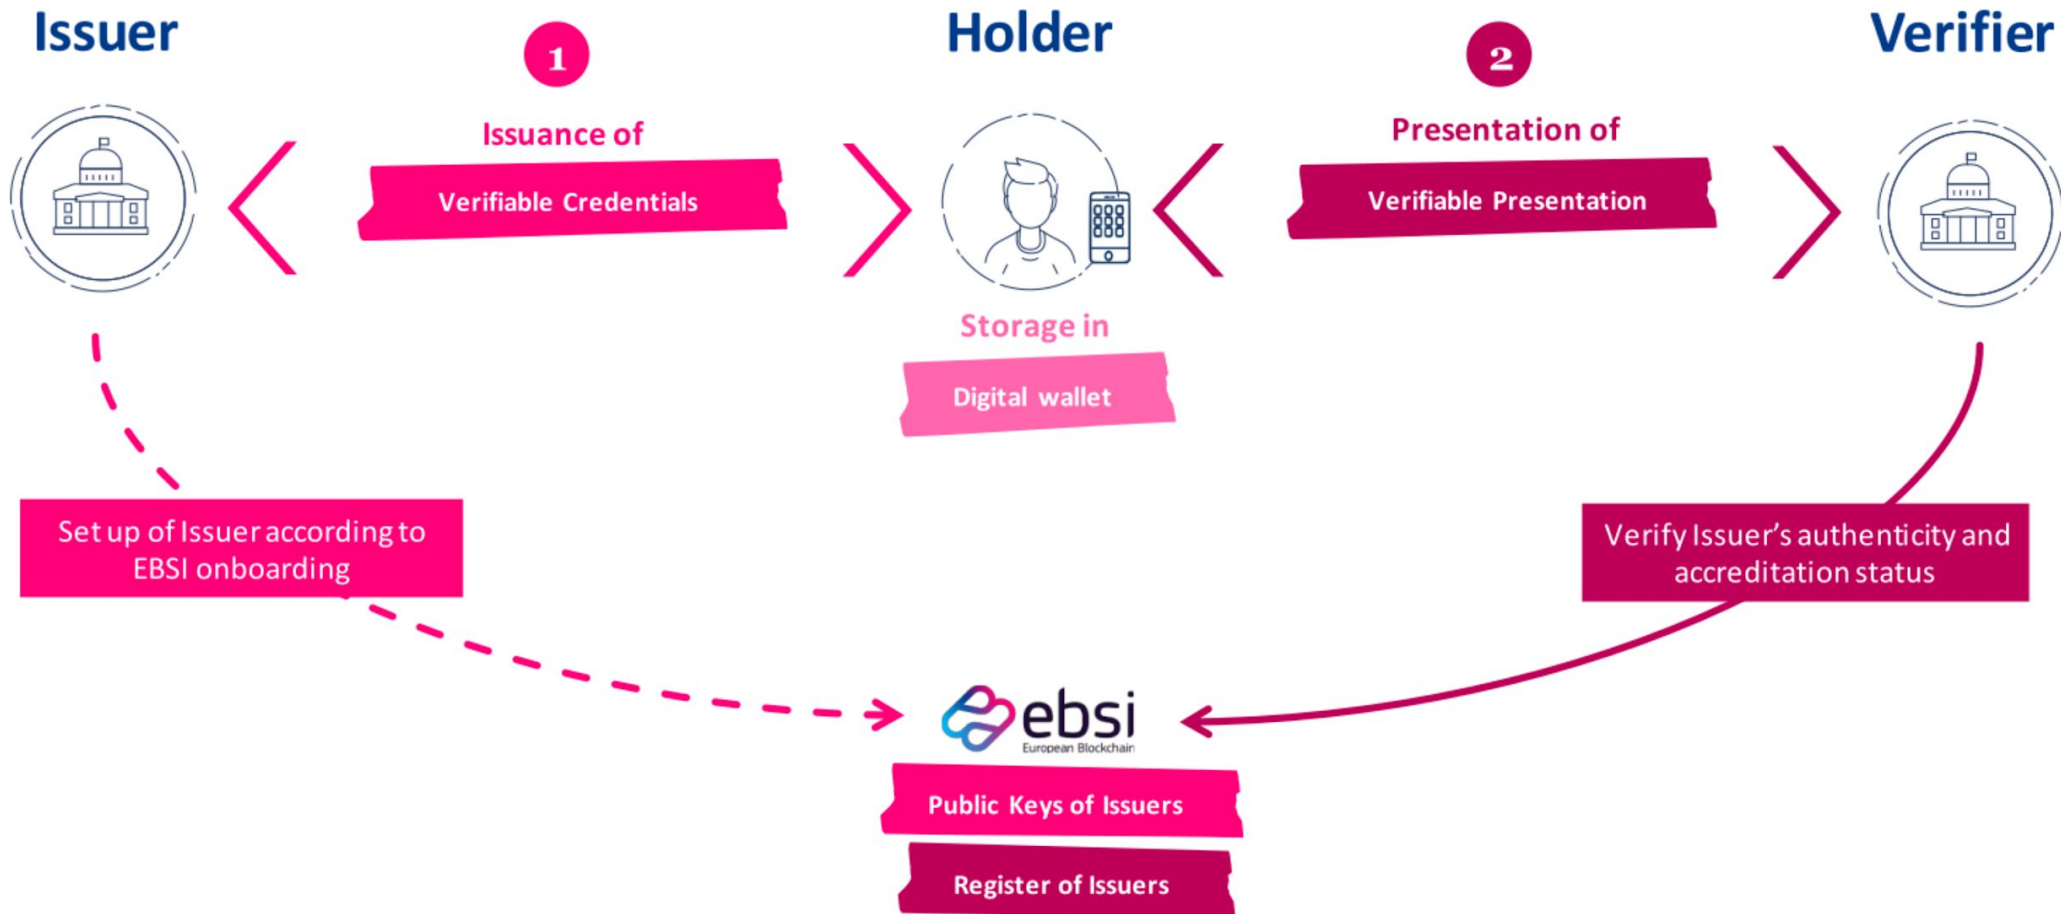 Issuer
1
Holder
2
Verifier
Issuance of
Verifiable Credentials
Presentation of
Verifiable Presentation
Storage in
Digital wallet
Set up of Issuer according to
EBSI onboarding
Verify Issuer’s authenticity and
accreditation status
ebsi
European Blockchain
Public Keys of Issuers
Register of Issuers